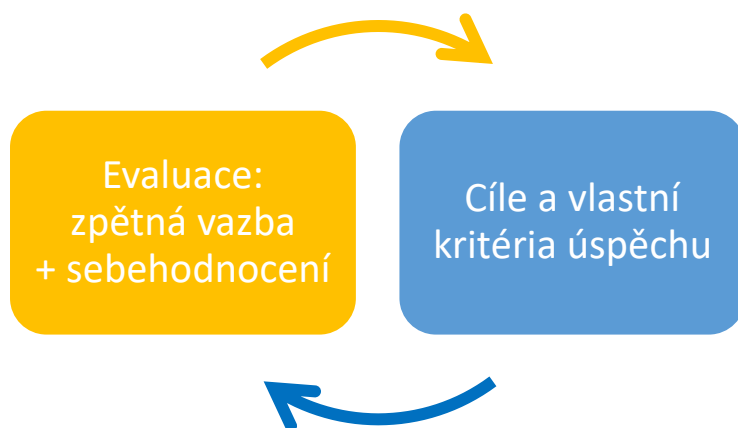 Evaluace:
zpětná vazba
+ sebehodnocení
Cíle a vlastní
kritéria úspěchu